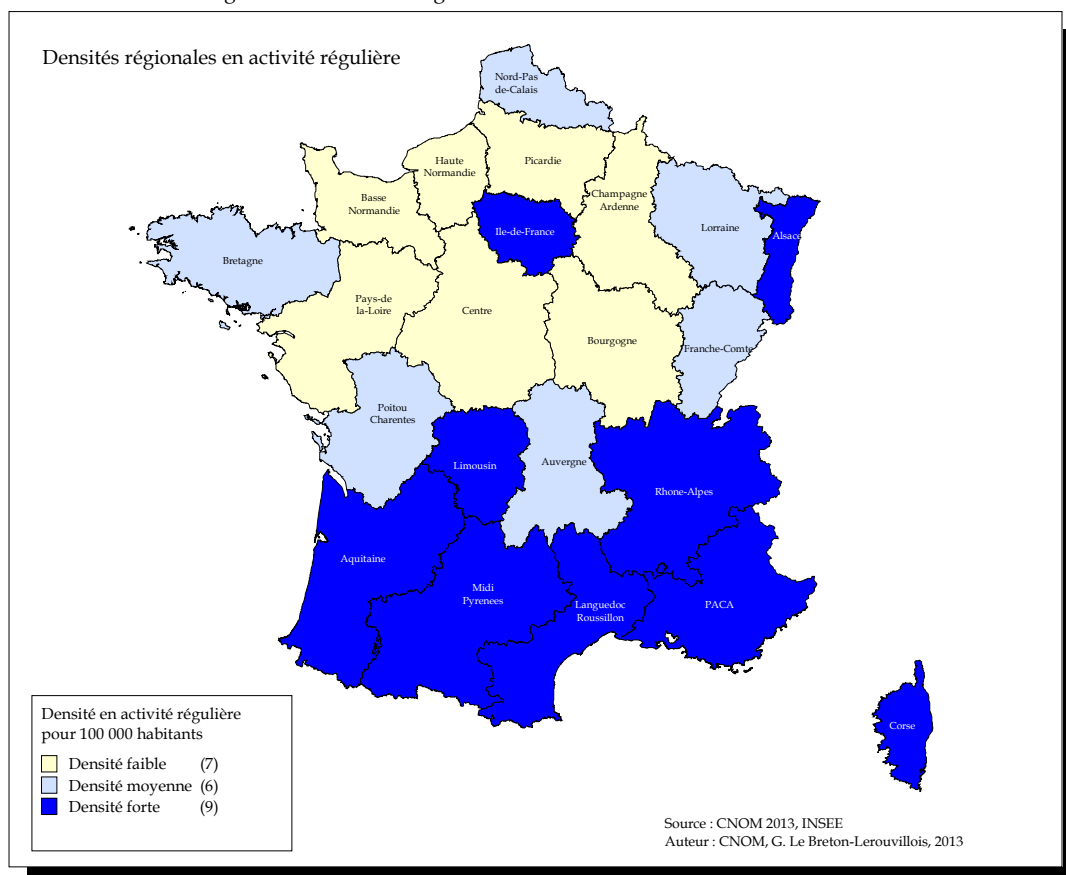 Densités régionales en activité régulière
Nord-Pas
de-Calais
Haute
Normandie
Picardie
Basse
Normandie
Champagne
Ardenne
Ile-de-France
Lorraine
Alsace
Bretagne
Pays-de
la-Loire
Centre
Bourgogne
Franche-Comte
Poitou
Charentes
Limousin
Auvergne
Rhone-Alpes
Aquitaine
Midi
Pyrenees
Languedoc
Roussillon
PACA
Corse
Densité en activité régulière
pour 100 000 habitants
Densité faible (7)
Densité moyenne (6)
Densité forte (9)
Source : CNOM 2013, INSEE
Auteur : CNOM, G. Le Breton-Lerouvillois, 2013